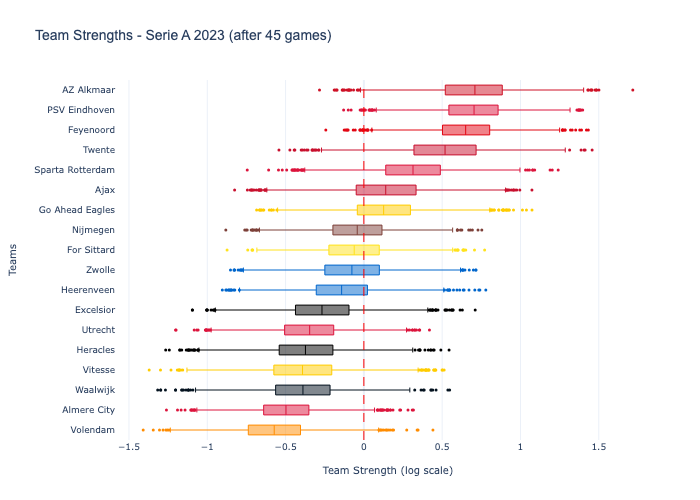 Team Strengths - Serie A 2023 (after 45 games)
AZ Alkmaar
PSV Eindhoven
Feyenoord
Twente
Sparta Rotterdam
Ajax
Go Ahead Eagles
Nijmegen
For Sittard
Zwolle
Heerenveen
Excelsior
Utrecht
Heracles
Vitesse
Waalwijk
Almere City
Volendam
Teams
−1.5 −1 −0.5 0 0.5 1 1.5
Team Strength (log scale)